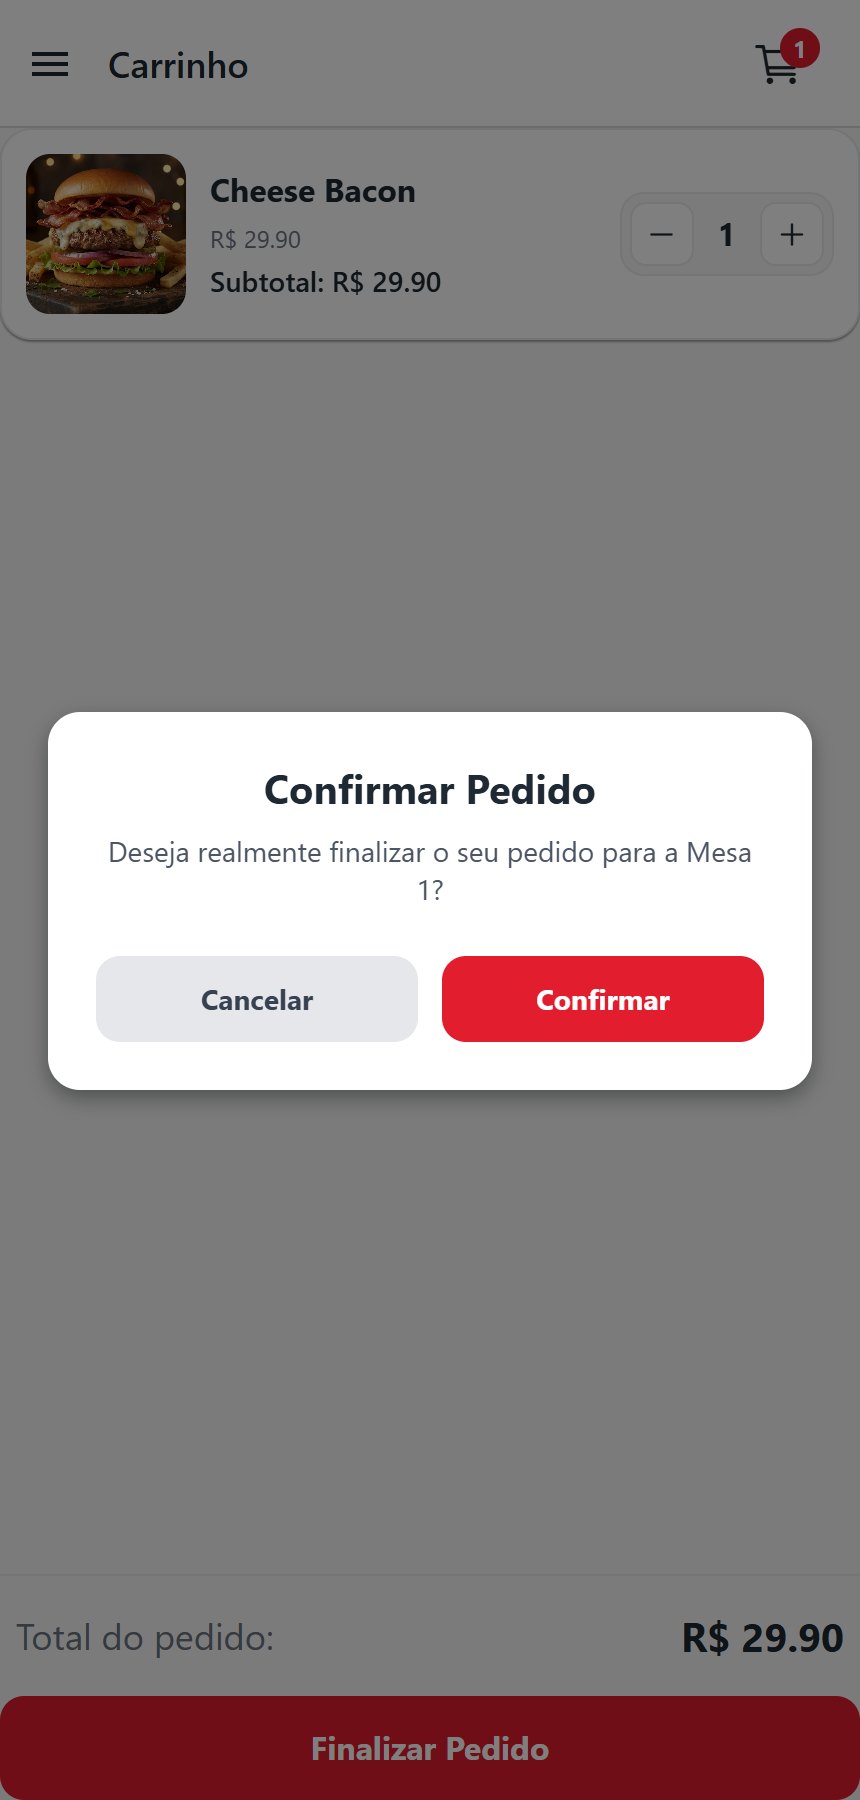 Carrinho
1
Cheese Bacon
R$ 29.90
Subtotal: R$ 29.90
1
Confirmar Pedido
Deseja realmente finalizar o seu pedido para a Mesa
1?
Cancelar
Confirmar
Total do pedido:
R$ 29.90
Finalizar Pedido